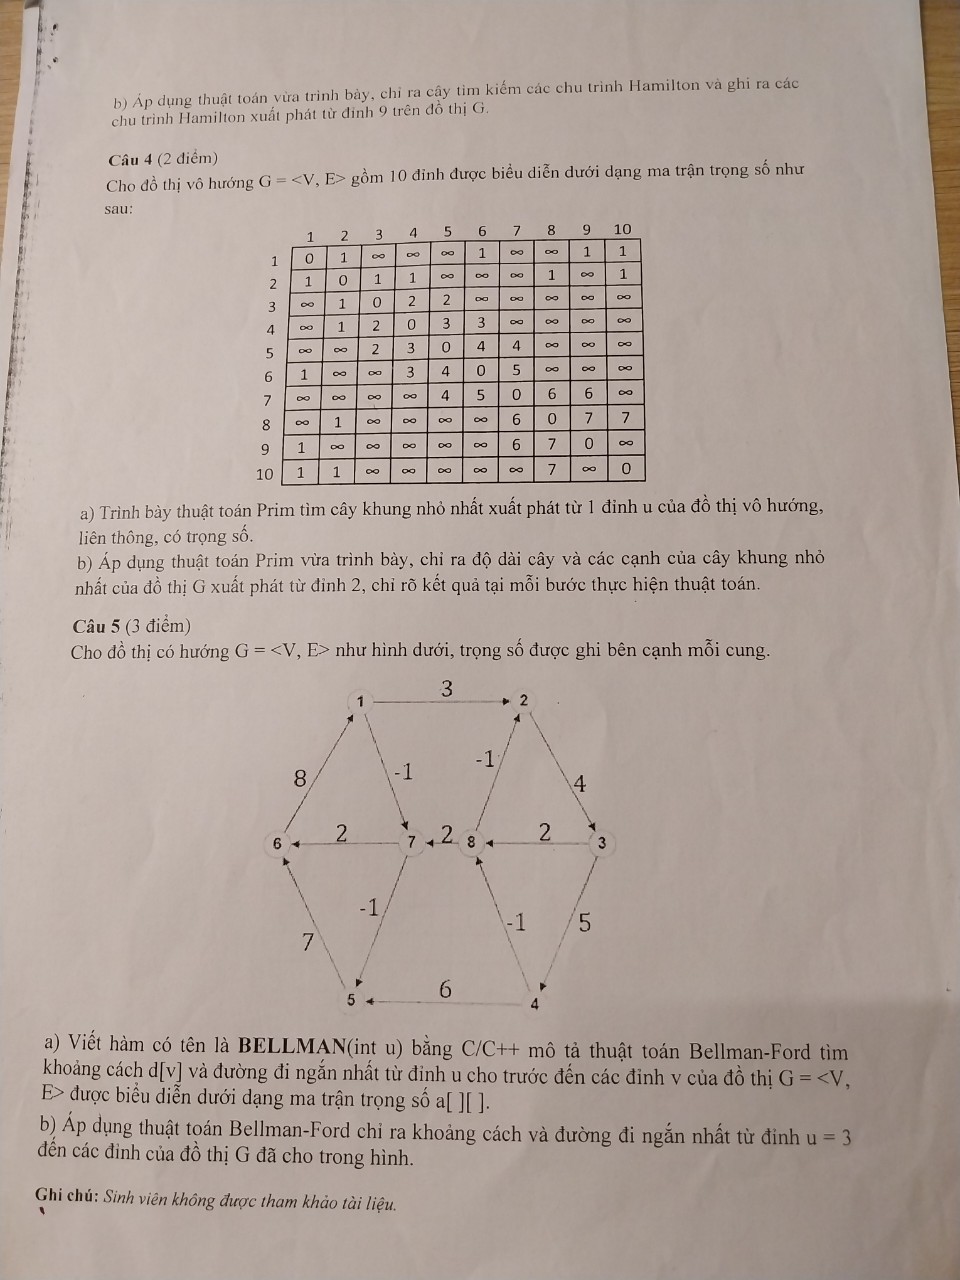 b) Áp dụng thuật toán vừa trình bày, chỉ ra cây tìm kiếm các chu trình Hamilton và ghi ra các
chu trình Hamilton xuất phát từ đỉnh 9 trên đồ thị G.
Câu 4 (2 điểm)
Cho đồ thị vô hướng G = <V, E> gồm 10 đỉnh được biểu diễn dưới dạng ma trận trọng số như
sau:
1 2 3 4 5 6 7 8 9 10
1 0 1 ∞ ∞ ∞ 1 ∞ ∞ 1 1
2 1 0 1 1 ∞ ∞ ∞ 1 ∞ 1
3 ∞ 1 0 2 2 ∞ ∞ ∞ ∞ ∞
4 ∞ 1 2 0 3 3 ∞ ∞ ∞ ∞
5 ∞ ∞ 2 3 0 4 4 ∞ ∞ ∞
6 1 ∞ ∞ 3 4 0 5 ∞ ∞ ∞
7 ∞ ∞ ∞ ∞ 4 5 0 6 6 ∞
8 ∞ 1 ∞ ∞ ∞ ∞ 6 0 7 7
9 1 ∞ ∞ ∞ ∞ ∞ 6 7 0 ∞
10 1 1 ∞ ∞ ∞ ∞ ∞ 7 ∞ 0
a) Trình bày thuật toán Prim tìm cây khung nhỏ nhất xuất phát từ 1 đỉnh u của đồ thị vô hướng,
liên thông, có trọng số.
b) Áp dụng thuật toán Prim vừa trình bày, chỉ ra độ dài cây và các cạnh của cây khung nhỏ
nhất của đồ thị G xuất phát từ đỉnh 2, chỉ rõ kết quả tại mỗi bước thực hiện thuật toán.
Câu 5 (3 điểm)
Cho đồ thị có hướng G = <V, E> như hình dưới, trọng số được ghi bên cạnh mỗi cung.
3
1 2
8 -1 -1 4
2 2 2
6 7 8 3
-1 -1 5
7
6
5 4
a) Viết hàm có tên là BELLMAN(int u) bằng C/C++ mô tả thuật toán Bellman-Ford tìm
khoảng cách d[v] và đường đi ngắn nhất từ đỉnh u cho trước đến các đỉnh v của đồ thị G = <V,
E> được biểu diễn dưới dạng ma trận trọng số a[ ][ ].
b) Áp dụng thuật toán Bellman-Ford chỉ ra khoảng cách và đường đi ngắn nhất từ đỉnh u = 3
đến các đỉnh của đồ thị G đã cho trong hình.
Ghi chú: Sinh viên không được tham khảo tài liệu.